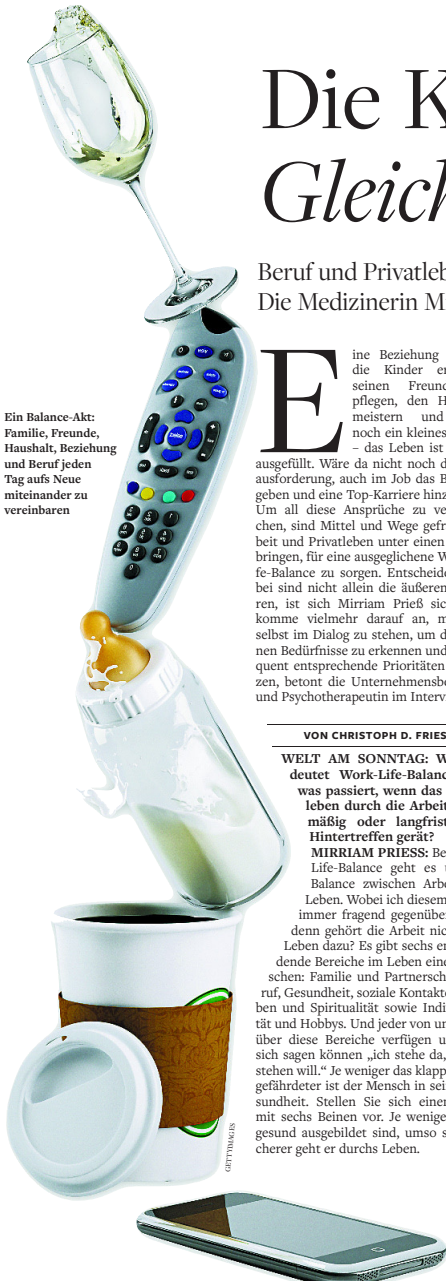 Die K
Gleich
Beruf und Privatleb
Die Medizinerin M
Ein Balance-Akt:
Familie, Freunde,
Haushalt, Beziehung
und Beruf jeden
Tag aufs Neue
miteinander zu
vereinbaren
Eine Beziehung
die Kinder er
seinen Freund
pflegen, den H
meistern und
noch ein kleines
– das Leben ist
ausgefüllt. Wäre da nicht noch d
ausforderung, auch im Job das B
geben und eine Top-Karriere hinz
Um all diese Ansprüche zu ve
chen, sind Mittel und Wege gefr
beit und Privatleben unter einen
bringen, für eine ausgeglichene W
fe-Balance zu sorgen. Entscheide
bei sind nicht allein die äußeren
ren, ist sich Mirriam Prieß sic
komme vielmehr darauf an, m
selbst im Dialog zu stehen, um d
nen Bedürfnisse zu erkennen und
quent entsprechende Prioritäten
zen, betont die Unternehmensbe
und Psychotherapeutin im Interv
VON CHRISTOPH D. FRIES
WELT AM SONNTAG: W
deutet Work-Life-Balanc
was passiert, wenn das
leben durch die Arbeit
mäßig oder langfrist
Hintertreffen gerät?
MIRRIAM PRIESS: Be
Life-Balance geht es
Balance zwischen Arbe
Leben. Wobei ich diesem
immer fragend gegenüber
denn gehört die Arbeit nic
Leben dazu? Es gibt sechs en
dende Bereiche im Leben eine
schen: Familie und Partnersch
ruf, Gesundheit, soziale Kontakte
ben und Spiritualität sowie Indi
tät und Hobbys. Und jeder von un
über diese Bereiche verfügen u
sich sagen können „ich stehe da,
stehen will.“ Je weniger das klapp
gefährdeter ist der Mensch in sei
sundheit. Stellen Sie sich einen
mit sechs Beinen vor. Je wenige
gesund ausgebildet sind, umso s
cherer geht er durchs Leben.
GETTY IMAGES